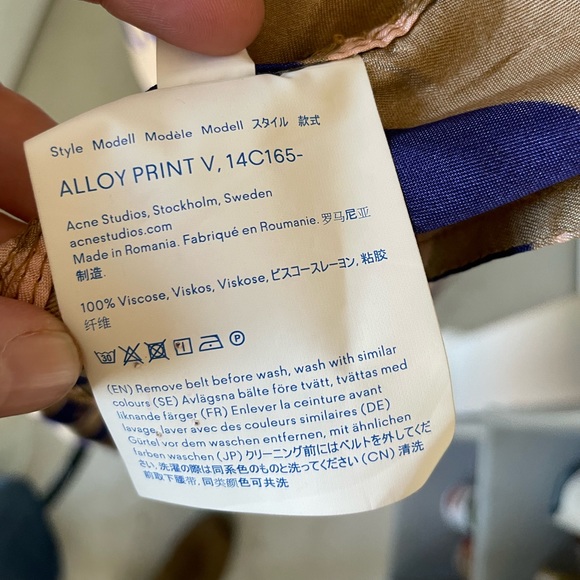 Style Modell Modèle Modell スタイル 款式
ALLOY PRINT V, 14C165-
Acne Studios, Stockholm, Sweden
acnestudios.com
Made in Romania. Fabriqué en Roumanie. 罗马尼亚
制造.
100% Viscose, Viskos, Viskose, ビスコースレーヨン, 粘胶
纤维
30 P
(EN) Remove belt before wash, wash with similar
colours (SE) Avlägsna bälte före tvätt, tvättas med
liknande färger (FR) Enlever la ceinture avant
lavage, laver avec des couleurs similaires (DE)
Gürtel vor dem waschen entfernen, mit ähnlichen
farben waschen (JP) クリーニング前にはベルトを外してくだ
さい, 洗濯の際は同系色のものと洗ってください (CN) 清洗
前取下腰带, 同类颜色可共洗